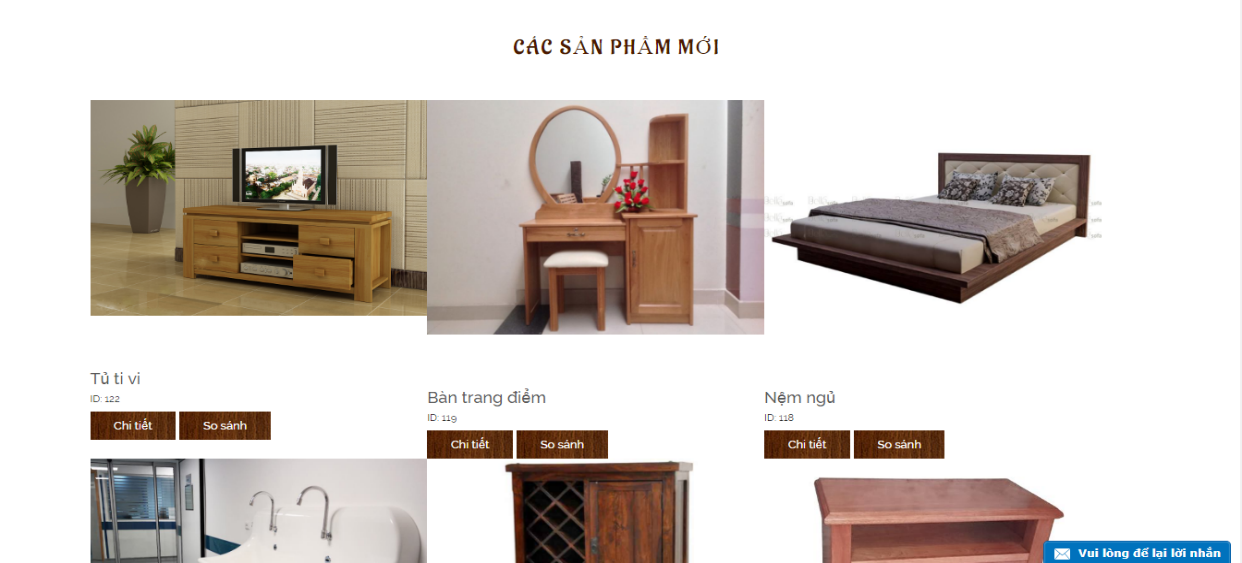 CÁC SẢN PHẨM MỚI
Tủ ti vi
ID: 122
Chi tiết
So sánh
Bàn trang điểm
ID: 119
Chi tiết
So sánh
Nệm ngủ
ID: 118
Chi tiết
So sánh
Vui lòng để lại lời nhắn